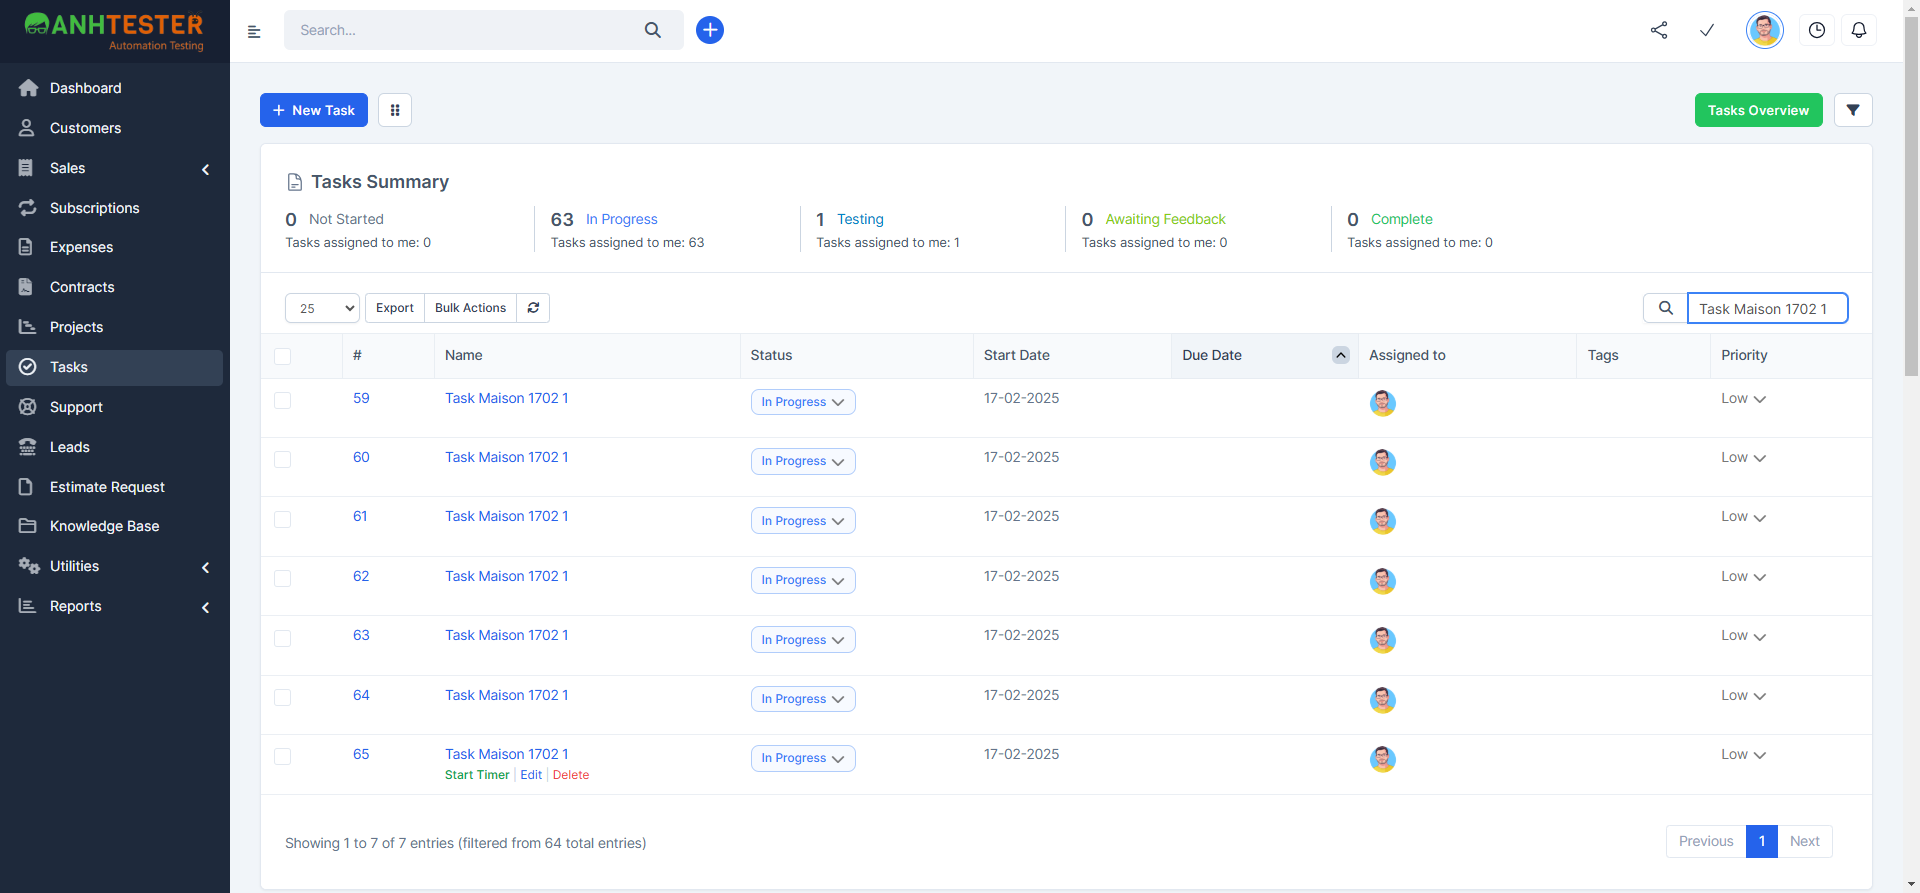 ANHTESTER
Automation Testing
Search...
Dashboard
Customers
Sales
Subscriptions
Expenses
Contracts
Projects
Tasks
Support
Leads
Estimate Request
Knowledge Base
Utilities
Reports
New Task
Tasks Overview
Tasks Summary
0 Not Started
Tasks assigned to me: 0
63 In Progress
Tasks assigned to me: 63
1 Testing
Tasks assigned to me: 1
0 Awaiting Feedback
Tasks assigned to me: 0
0 Complete
Tasks assigned to me: 0
25 Export Bulk Actions Task Maison 1702 1
# Name Status Start Date Due Date Assigned to Tags Priority
59 Task Maison 1702 1 In Progress 17-02-2025 Low
60 Task Maison 1702 1 In Progress 17-02-2025 Low
61 Task Maison 1702 1 In Progress 17-02-2025 Low
62 Task Maison 1702 1 In Progress 17-02-2025 Low
63 Task Maison 1702 1 In Progress 17-02-2025 Low
64 Task Maison 1702 1 In Progress 17-02-2025 Low
65 Task Maison 1702 1 In Progress 17-02-2025 Low
Start Timer | Edit | Delete
Showing 1 to 7 of 7 entries (filtered from 64 total entries)
Previous 1 Next